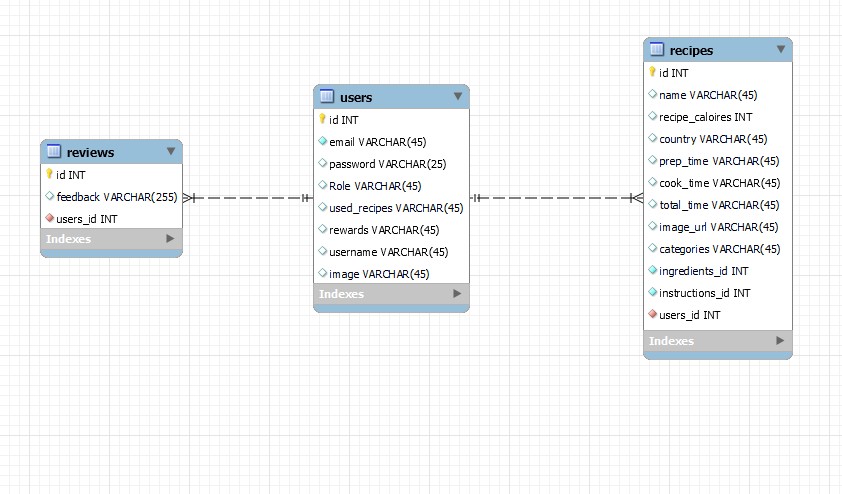 reviews
id INT
feedback VARCHAR(255)
users_id INT
Indexes
users
id INT
email VARCHAR(45)
password VARCHAR(25)
Role VARCHAR(45)
used_recipes VARCHAR(45)
rewards VARCHAR(45)
username VARCHAR(45)
image VARCHAR(45)
Indexes
recipes
id INT
name VARCHAR(45)
recipe_caloires INT
country VARCHAR(45)
prep_time VARCHAR(45)
cook_time VARCHAR(45)
total_time VARCHAR(45)
image_url VARCHAR(45)
categories VARCHAR(45)
ingredients_id INT
instructions_id INT
users_id INT
Indexes